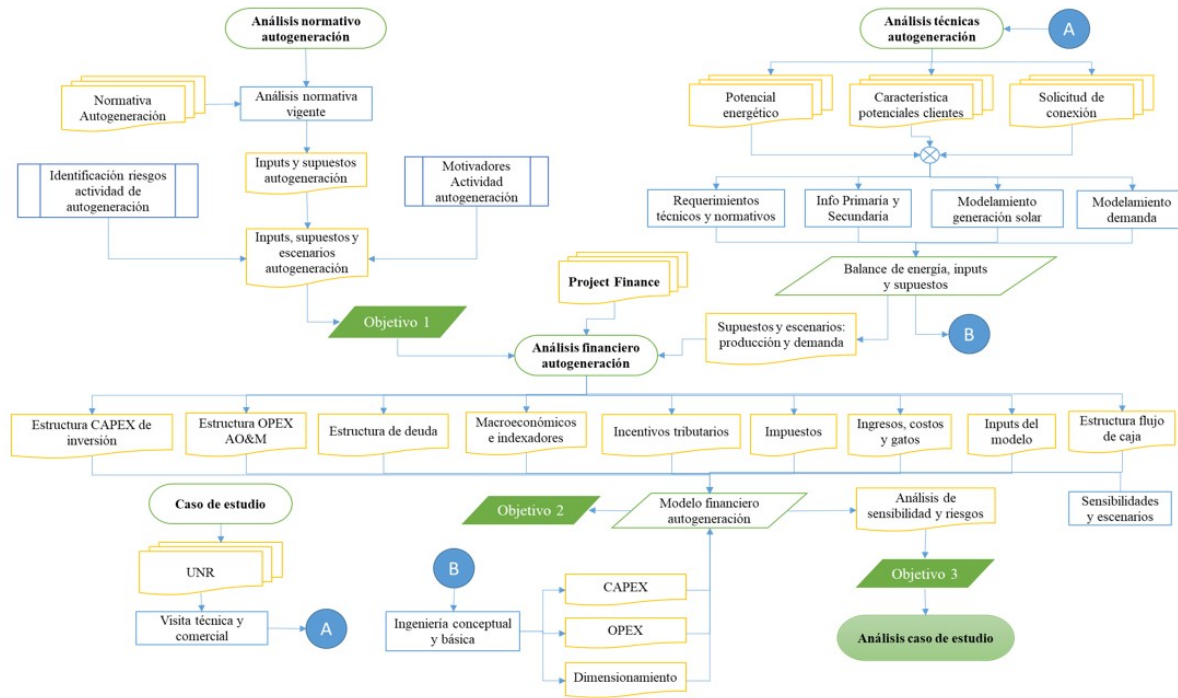 Análisis normativo
autogeneración
Normativa
Autogeneración
Análisis normativa
vigente
Inputs y supuestos
autogeneración
Identificación riesgos
actividad de
autogeneración
Motivadores
Actividad
autogeneración
Inputs, supuestos y
escenarios
autogeneración
Objetivo 1
Análisis técnicas
autogeneración
A
Potencial
energético
Característica
potenciales clientes
Solicitud de
conexión
Requerimientos
técnicos y normativos
Info Primaría y
Secundaría
Modelamiento
generación solar
Modelamiento
demanda
Balance de energía, inputs
y supuestos
B
Supuestos y escenarios:
producción y demanda
Project Finance
Análisis financiero
autogeneración
Estructura CAPEX de
inversión
Estructura OPEX
AO&M
Estructura de deuda
Macroeconómicos
e indexadores
Incentivos tributarios
Impuestos
Ingresos, costos
y gatos
Inputs del
modelo
Estructura flujo
de caja
Caso de estudio
UNR
Visita técnica y
comercial
A
Objetivo 2
Modelo financiero
autogeneración
Análisis de
sensibilidad y riesgos
Sensibilidades
y escenarios
B
Ingeniería conceptual
y básica
CAPEX
OPEX
Dimensionamiento
Objetivo 3
Análisis caso de estudio